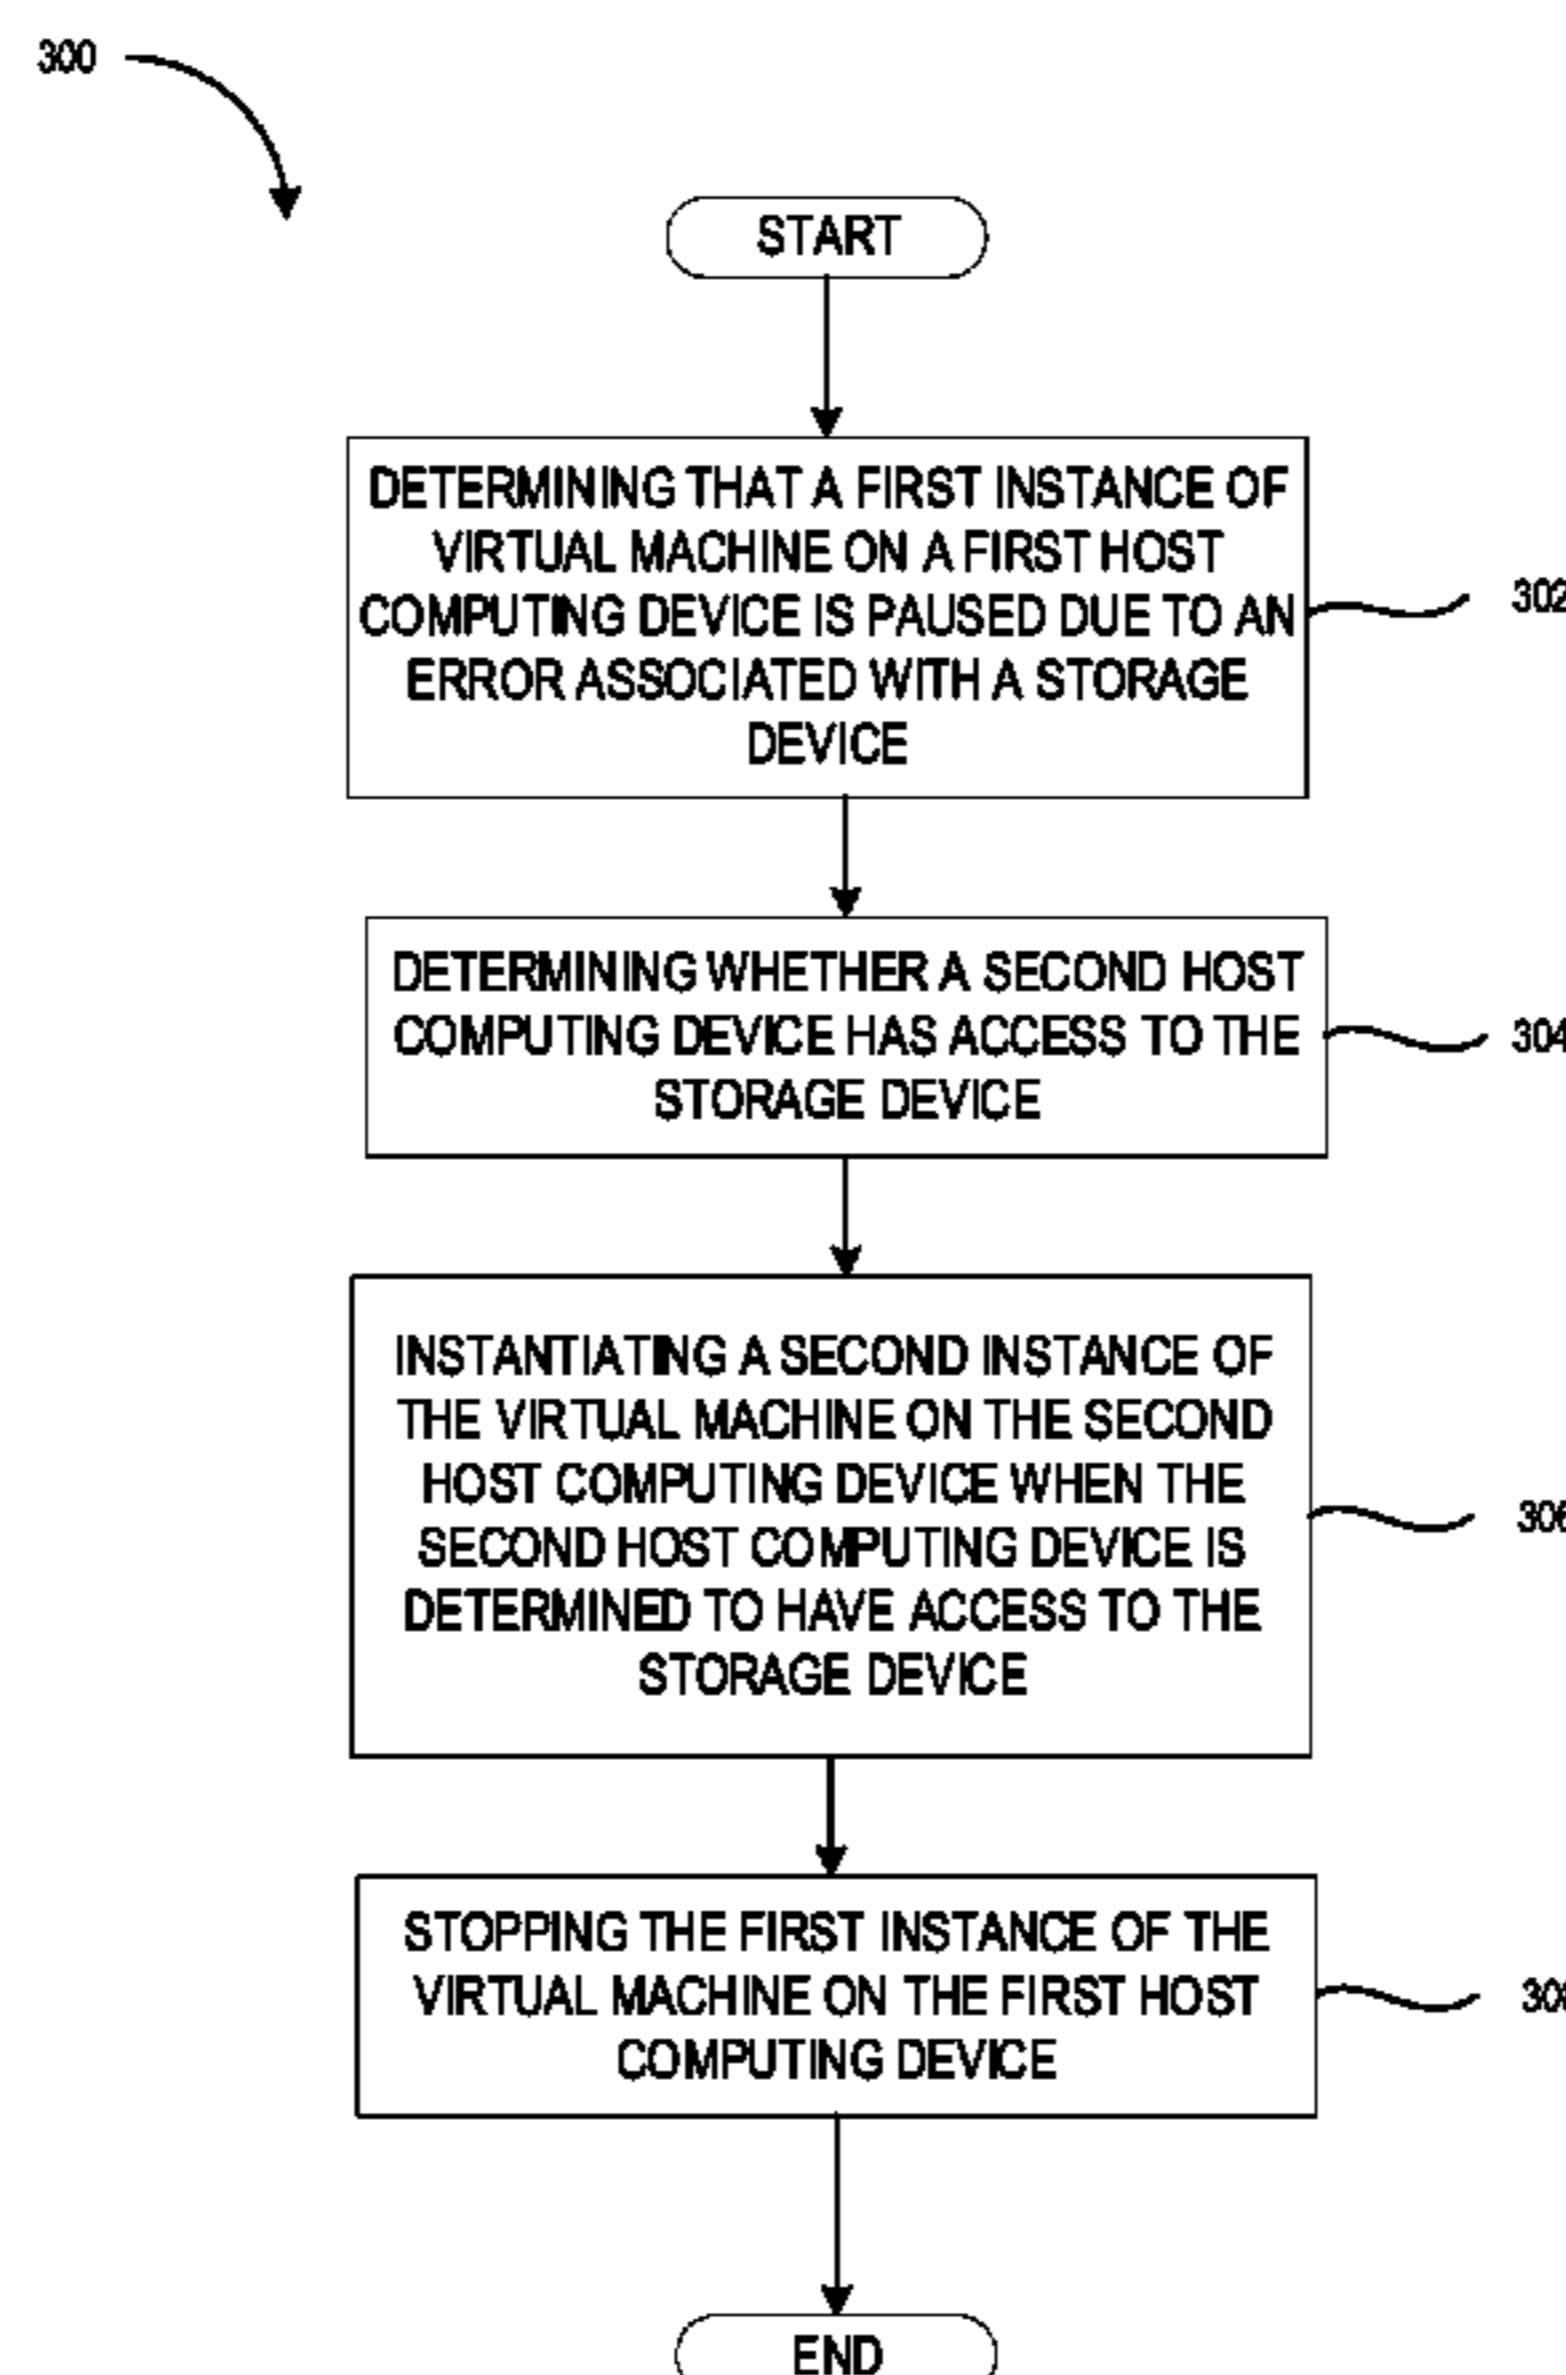 300
START
DETERMINING THAT A FIRST INSTANCE OF
VIRTUAL MACHINE ON A FIRST HOST
COMPUTING DEVICE IS PAUSED DUE TO AN
ERROR ASSOCIATED WITH A STORAGE
DEVICE
302
DETERMINING WHETHER A SECOND HOST
COMPUTING DEVICE HAS ACCESS TO THE
STORAGE DEVICE
304
INSTANTIATING A SECOND INSTANCE OF
THE VIRTUAL MACHINE ON THE SECOND
HOST COMPUTING DEVICE WHEN THE
SECOND HOST COMPUTING DEVICE IS
DETERMINED TO HAVE ACCESS TO THE
STORAGE DEVICE
306
STOPPING THE FIRST INSTANCE OF THE
VIRTUAL MACHINE ON THE FIRST HOST
COMPUTING DEVICE
END